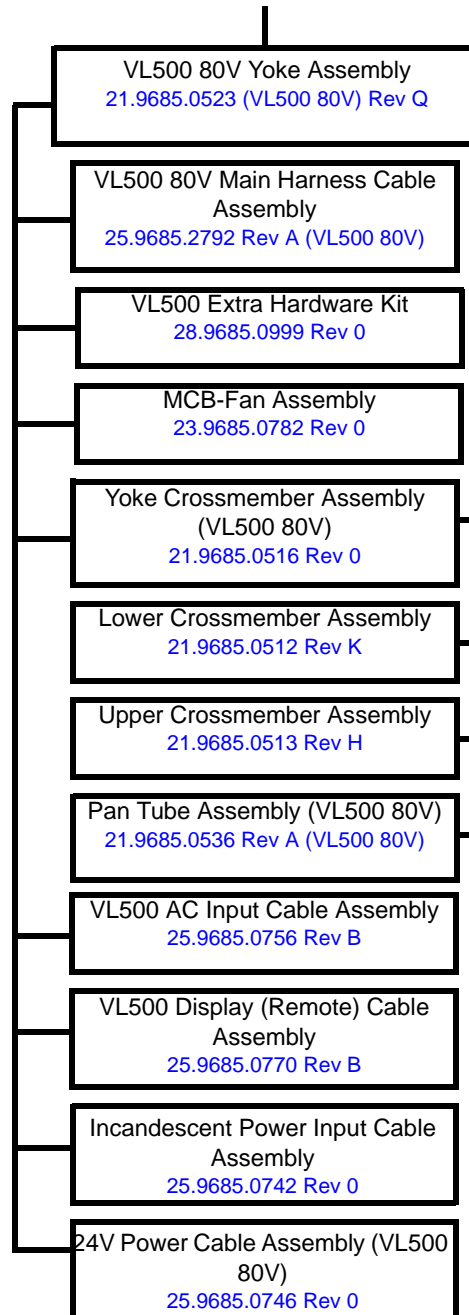 VL500 80V Yoke Assembly
21.9685.0523 (VL500 80V) Rev Q
VL500 80V Main Harness Cable
Assembly
25.9685.2792 Rev A (VL500 80V)
VL500 Extra Hardware Kit
28.9685.0999 Rev 0
MCB-Fan Assembly
23.9685.0782 Rev 0
Yoke Crossmember Assembly
(VL500 80V)
21.9685.0516 Rev 0
Lower Crossmember Assembly
21.9685.0512 Rev K
Upper Crossmember Assembly
21.9685.0513 Rev H
Pan Tube Assembly (VL500 80V)
21.9685.0536 Rev A (VL500 80V)
VL500 AC Input Cable Assembly
25.9685.0756 Rev B
VL500 Display (Remote) Cable
Assembly
25.9685.0770 Rev B
Incandescent Power Input Cable
Assembly
25.9685.0742 Rev 0
24V Power Cable Assembly (VL500
80V)
25.9685.0746 Rev 0